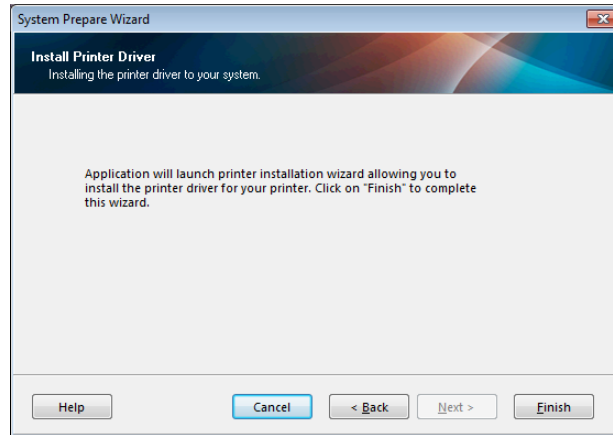 System Prepare Wizard
Install Printer Driver
Installing the printer driver to your system.
Application will launch printer installation wizard allowing you to
install the printer driver for your printer. Click on "Finish" to complete
this wizard.
Help
Cancel
< Back
Next >
Finish